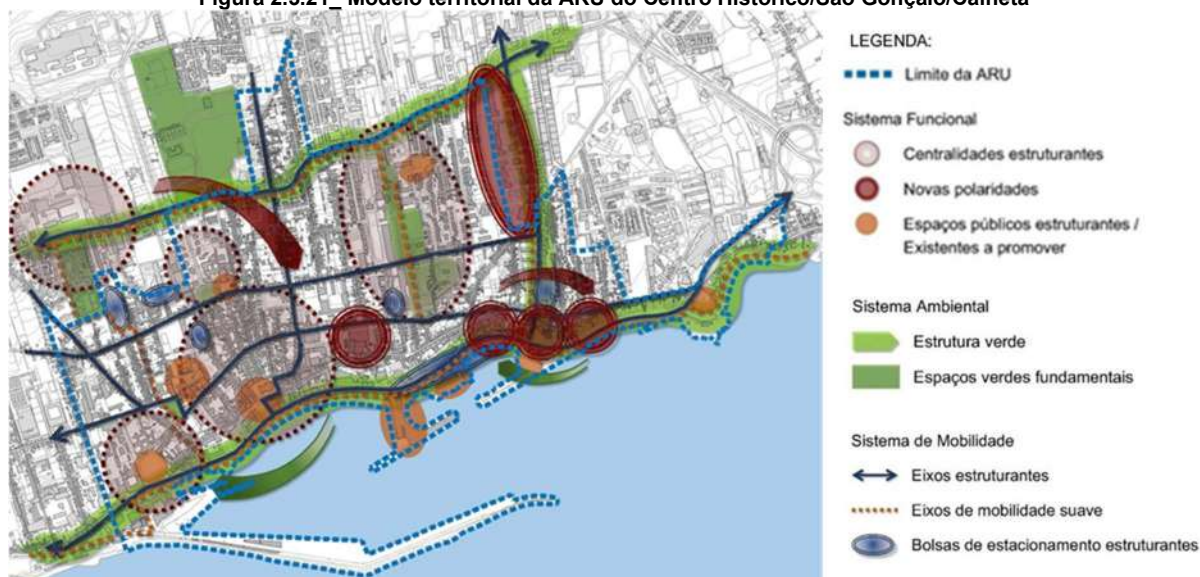 Figura 2.3.21_ Modelo territorial da ARU do Centro Histórico/São Gonçalo/Calheta
LEGENDA:
Limite da ARU
Sistema Funcional
Centralidades estruturantes
Novas polaridades
Espaços públicos estruturantes /
Existentes a promover
Sistema Ambiental
Estrutura verde
Espaços verdes fundamentais
Sistema de Mobilidade
Eixos estruturantes
Eixos de mobilidade suave
Bolsas de estacionamento estruturantes